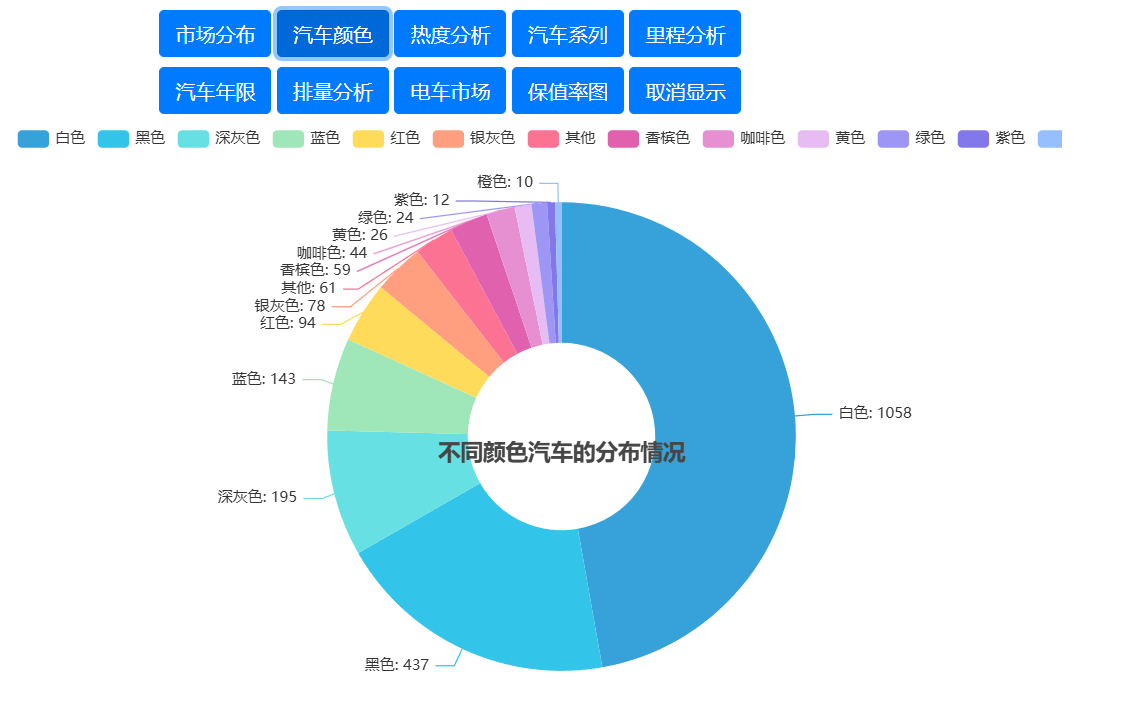 市场分布 汽车颜色 热度分析 汽车系列 里程分析
汽车年限 排量分析 电车市场 保值率图 取消显示
白色 黑色 深灰色 蓝色 红色 银灰色 其他 香槟色 咖啡色 黄色 绿色 紫色
橙色: 10
紫色: 12
绿色: 24
黄色: 26
咖啡色: 44
香槟色: 59
其他: 61
银灰色: 78
红色: 94
蓝色: 143
白色: 1058
不同颜色汽车的分布情况
深灰色: 195
黑色: 437